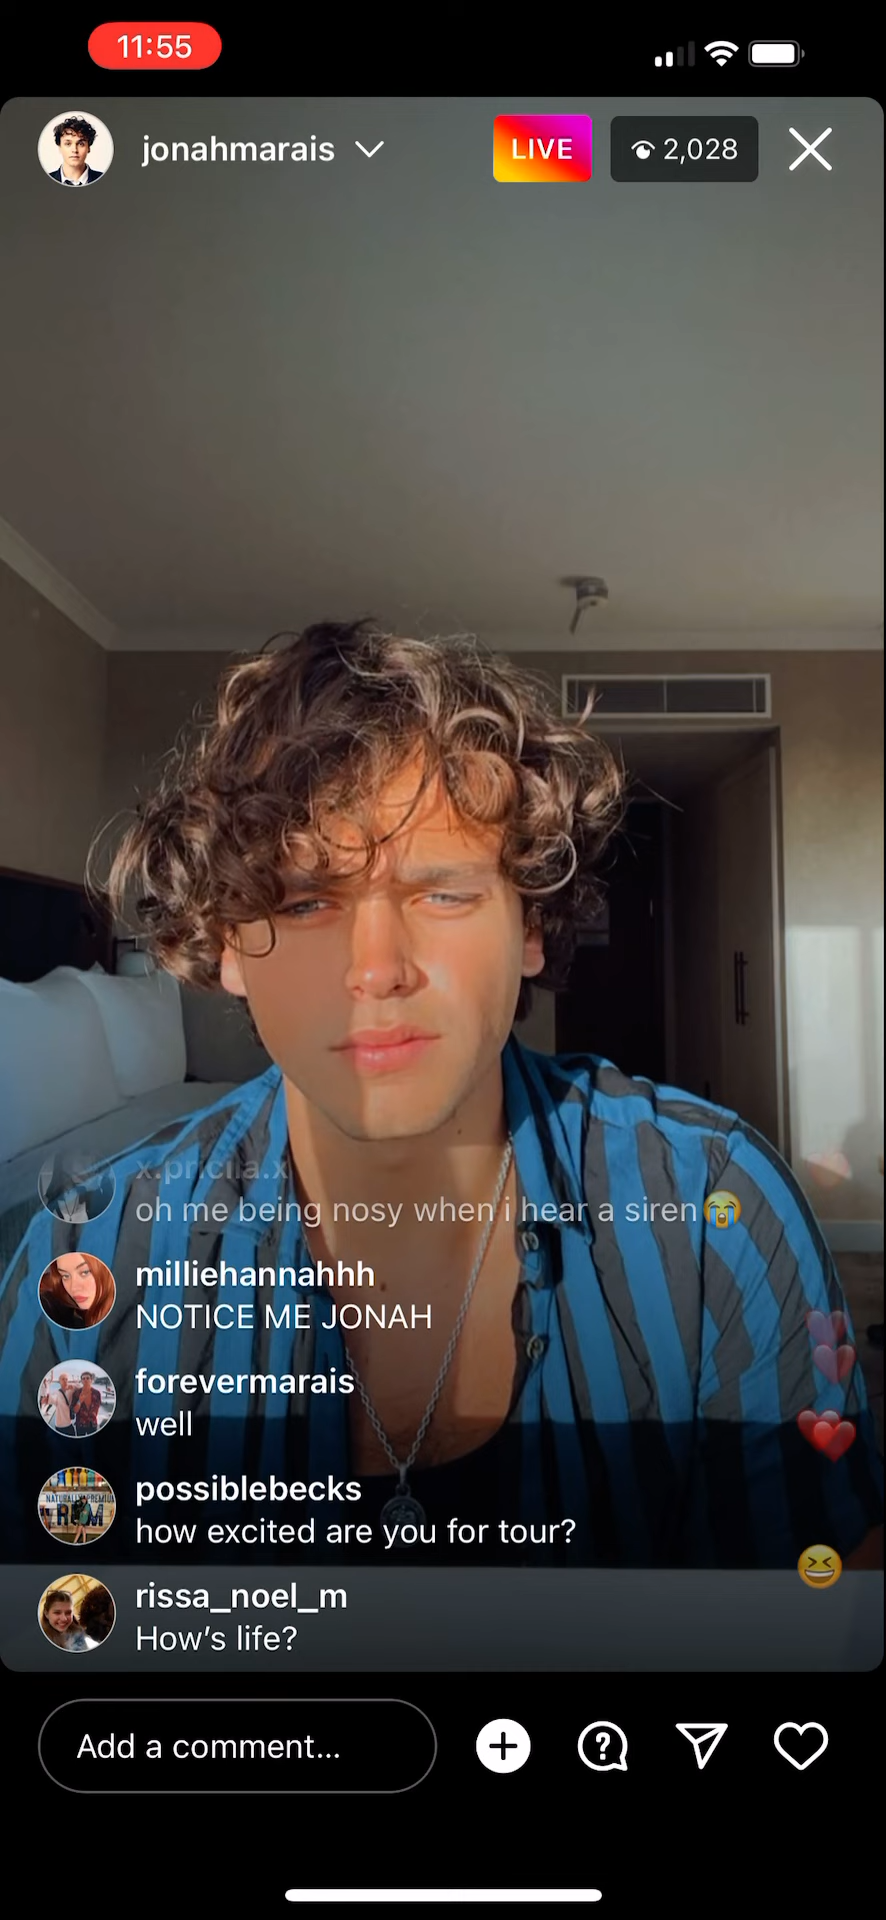 11:55
jonahmarais
LIVE
2,028
x.pricila.x
oh me being nosy when i hear a siren😭
milliehannahhh
NOTICE ME JONAH
forevermarais
well
possiblebecks
how excited are you for tour?
rissa_noel_m
How's life?
Add a comment...